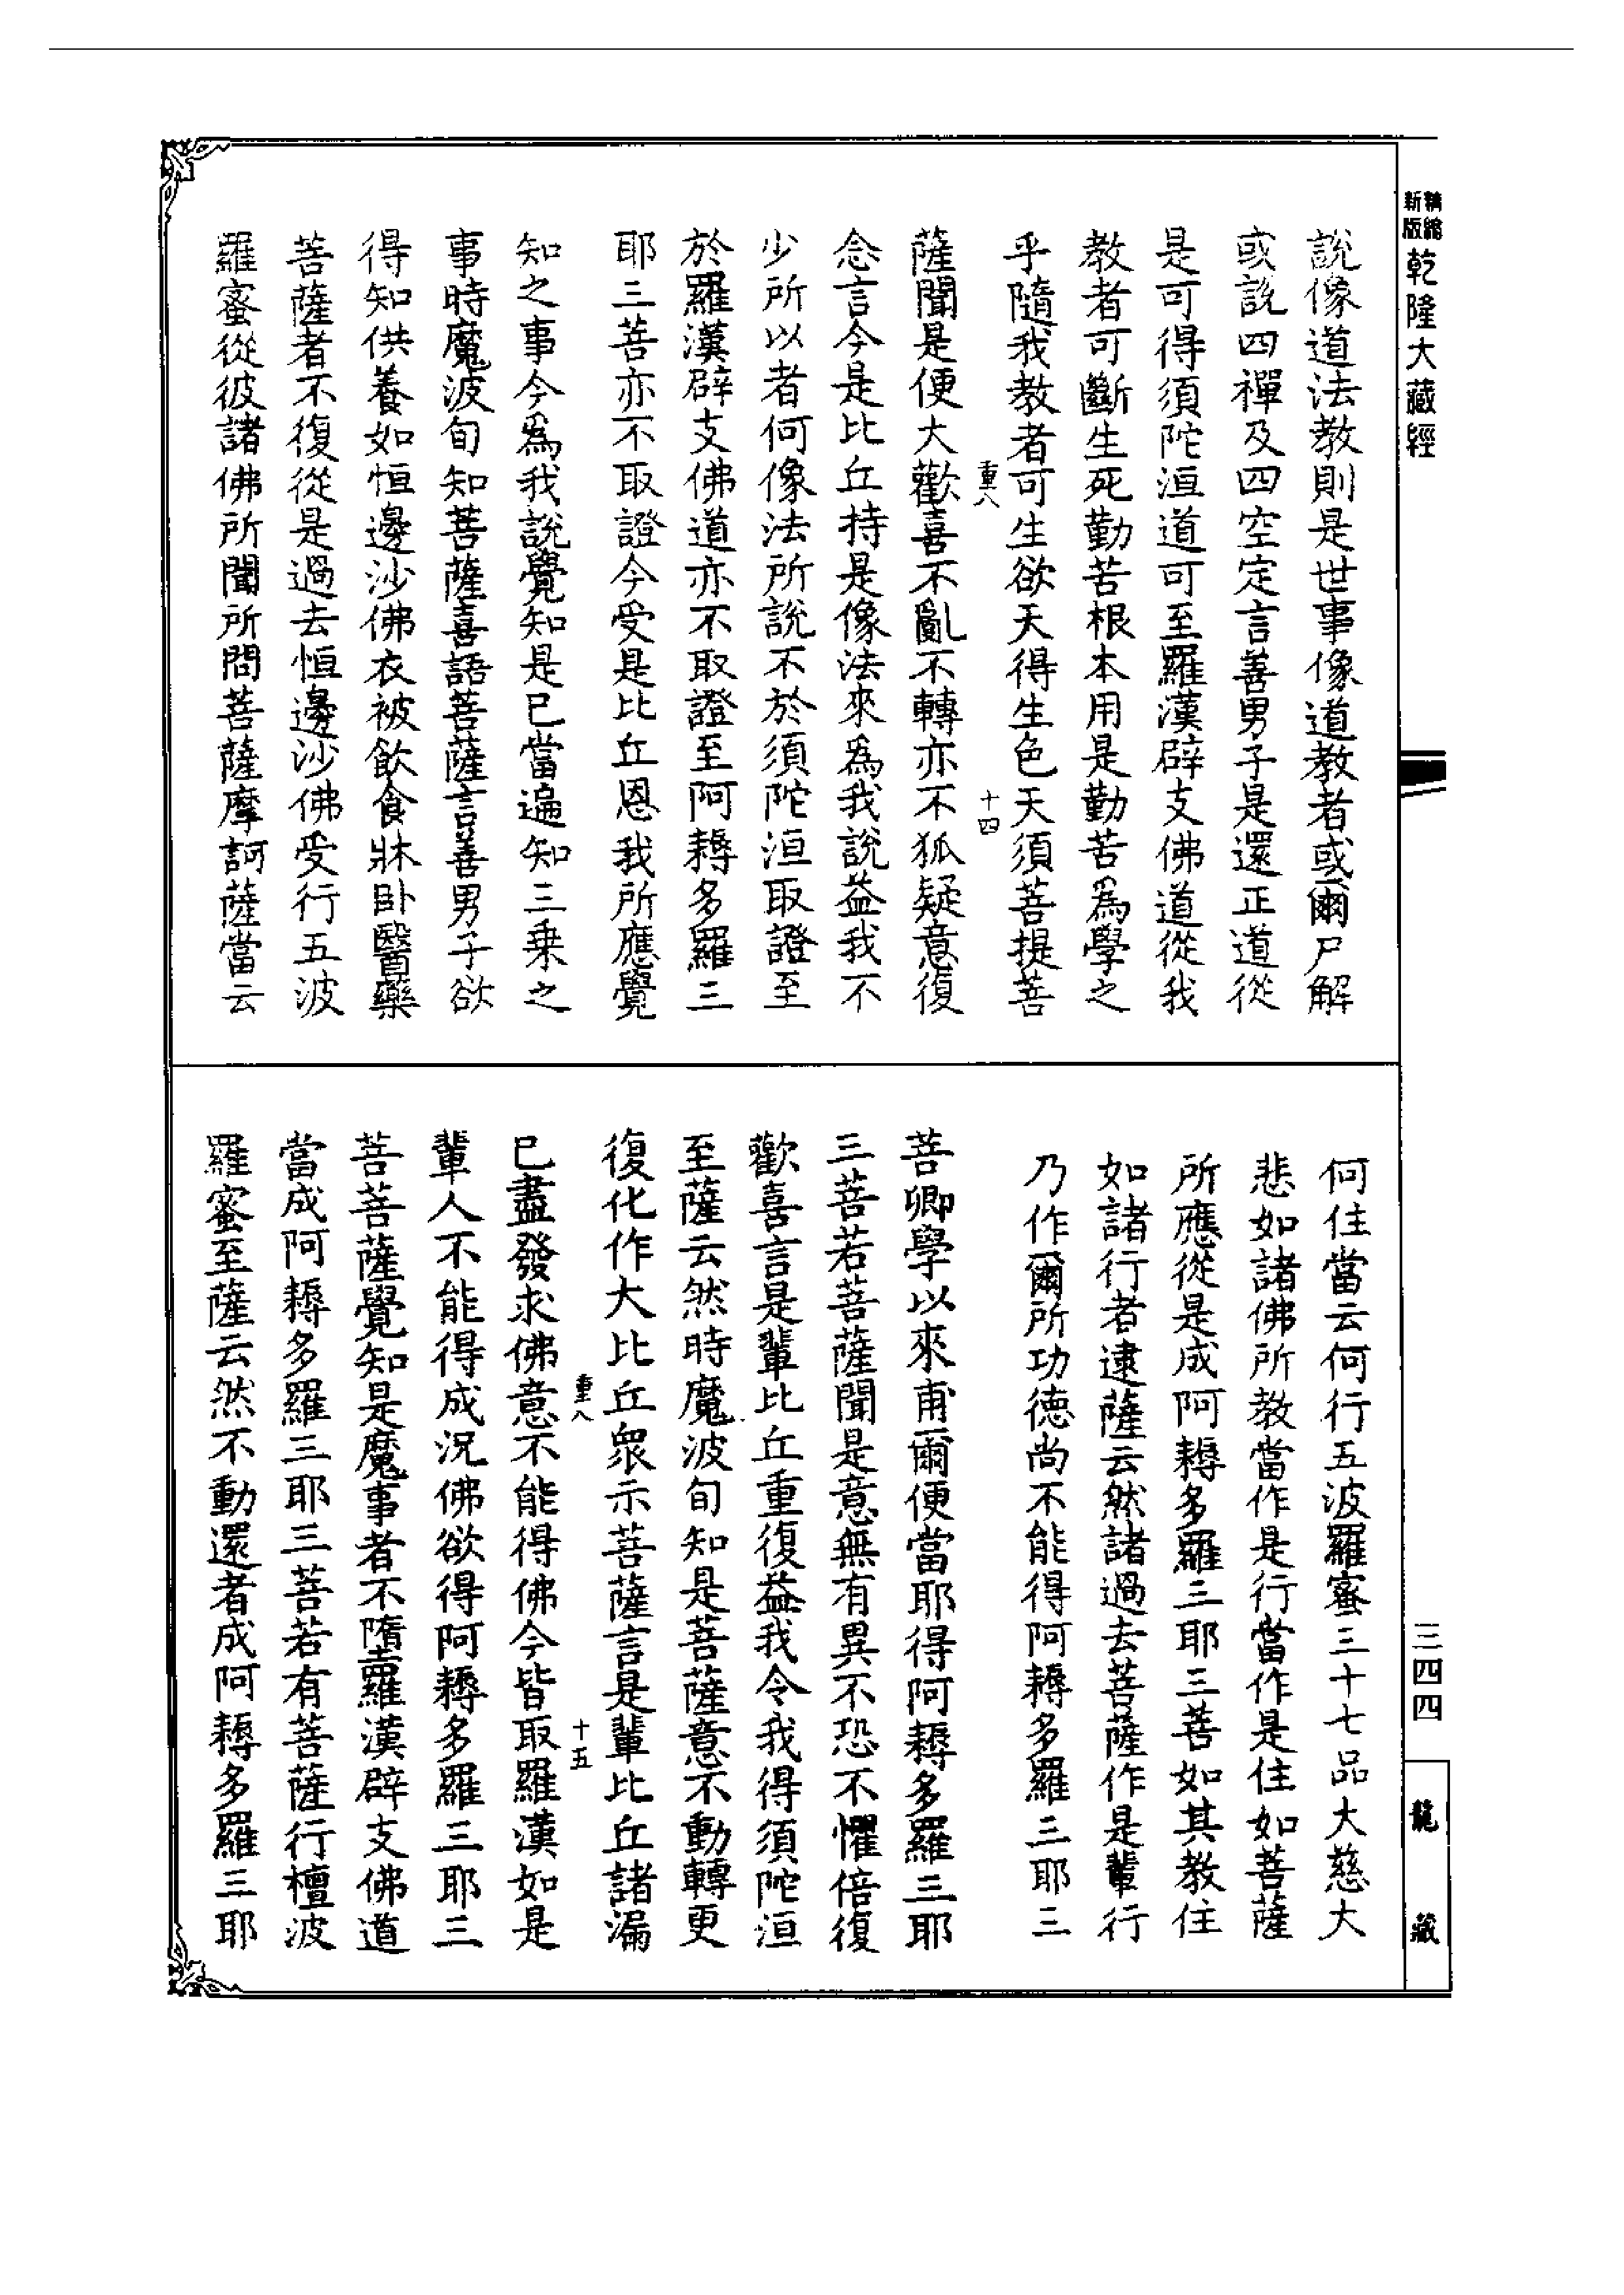 精縮新版乾隆大藏經
說像道法教則是世事像道教者或爾尸解
或說四禪及四空定言善男子是還正道從
是可得須陀洹道可至羅漢辟支佛道從我
教者可斷生死勤苦根本用是勤苦爲學之
乎隨我教者可生欲天得生色天須菩提菩
重八 十四
薩聞是便大歡喜不亂不轉亦不狐疑意復
念言今是比丘持是像法來爲我說益我不
少所以者何像法所說不於須陀洹取證至
於羅漢辟支佛道亦不取證至阿耨多羅三
耶三菩亦不取證今受是比丘恩我所應覺
知之事今爲我說覺知是已當遍知三乘之
事時魔波旬知菩薩喜語菩薩言善男子欲
得知供養如恒邊沙佛衣被飲食牀臥醫藥
菩薩者不復從是過去恒邊沙佛受行五波
羅蜜從彼諸佛所聞所問菩薩摩訶薩當云
何住當云何行五波羅蜜三十七品大慈大
悲如諸佛所教當作是行當作是住如菩薩
所應從是成阿耨多羅三耶三菩如其教住
如諸行者逮薩云然諸過去菩薩作是輩行
乃作爾所功德尚不能得阿耨多羅三耶三
菩卿學以來甫爾便當耶得阿耨多羅三耶
三菩若菩薩聞是意無有異不恐不懼倍復
歡喜言是輩比丘重復益我令我得須陀洹
至薩云然時魔波旬知是菩薩意不動轉更
復化作大比丘眾示菩薩言是輩比丘諸漏
重八 十五
已盡發求佛意不能得佛今皆取羅漢如是
輩人不能得成況佛欲得阿耨多羅三耶三
菩菩薩覺知是魔事者不墮羅漢辟支佛道
當成阿耨多羅三耶三菩若有菩薩行檀波
羅蜜至薩云然不動還者成阿耨多羅三耶
三四四
龍藏